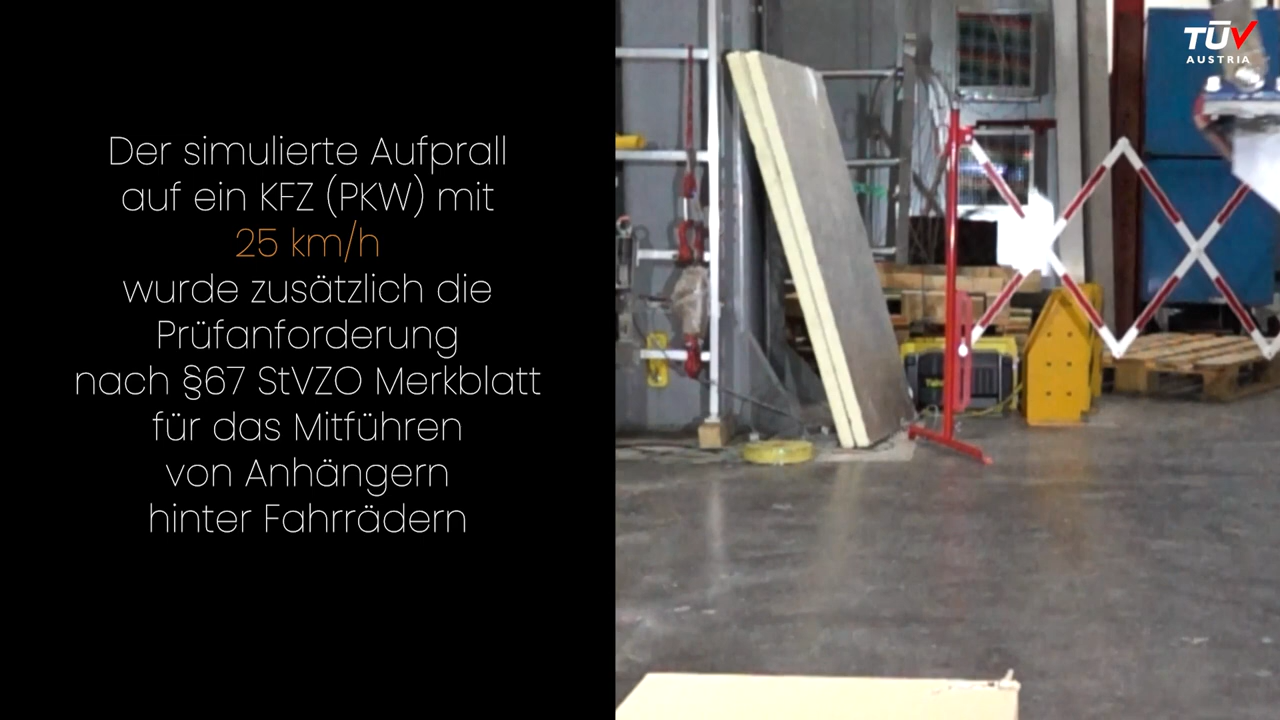 Der simulierte Aufprall
auf ein KFZ (PKW) mit
25 km/h
wurde zusätzlich die
Prüfanforderung
nach §67 StVZO Merkblatt
für das Mitführen
von Anhängern
hinter Fahrrädern
TÜV
AUSTRIA